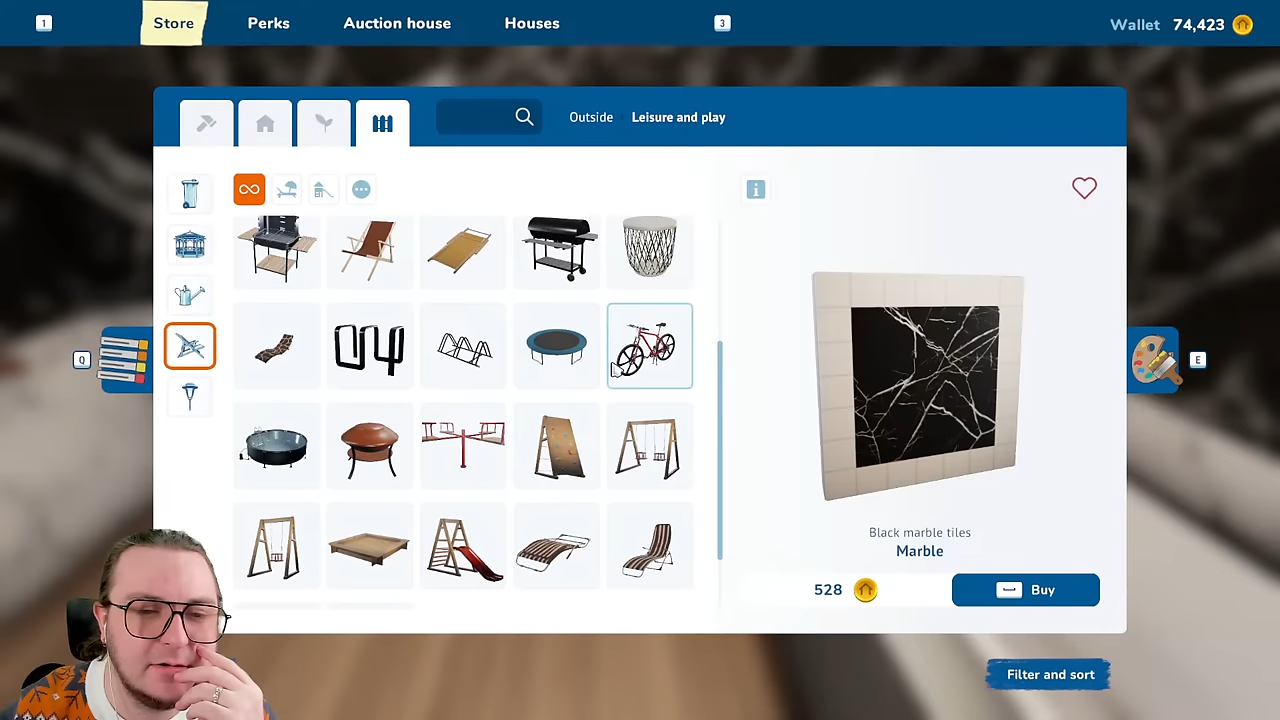 1
Store
Perks
Auction house
Houses
3
Wallet 74,423
Outside
Leisure and play
i
Q
E
Black marble tiles
Marble
528
Buy
Filter and sort